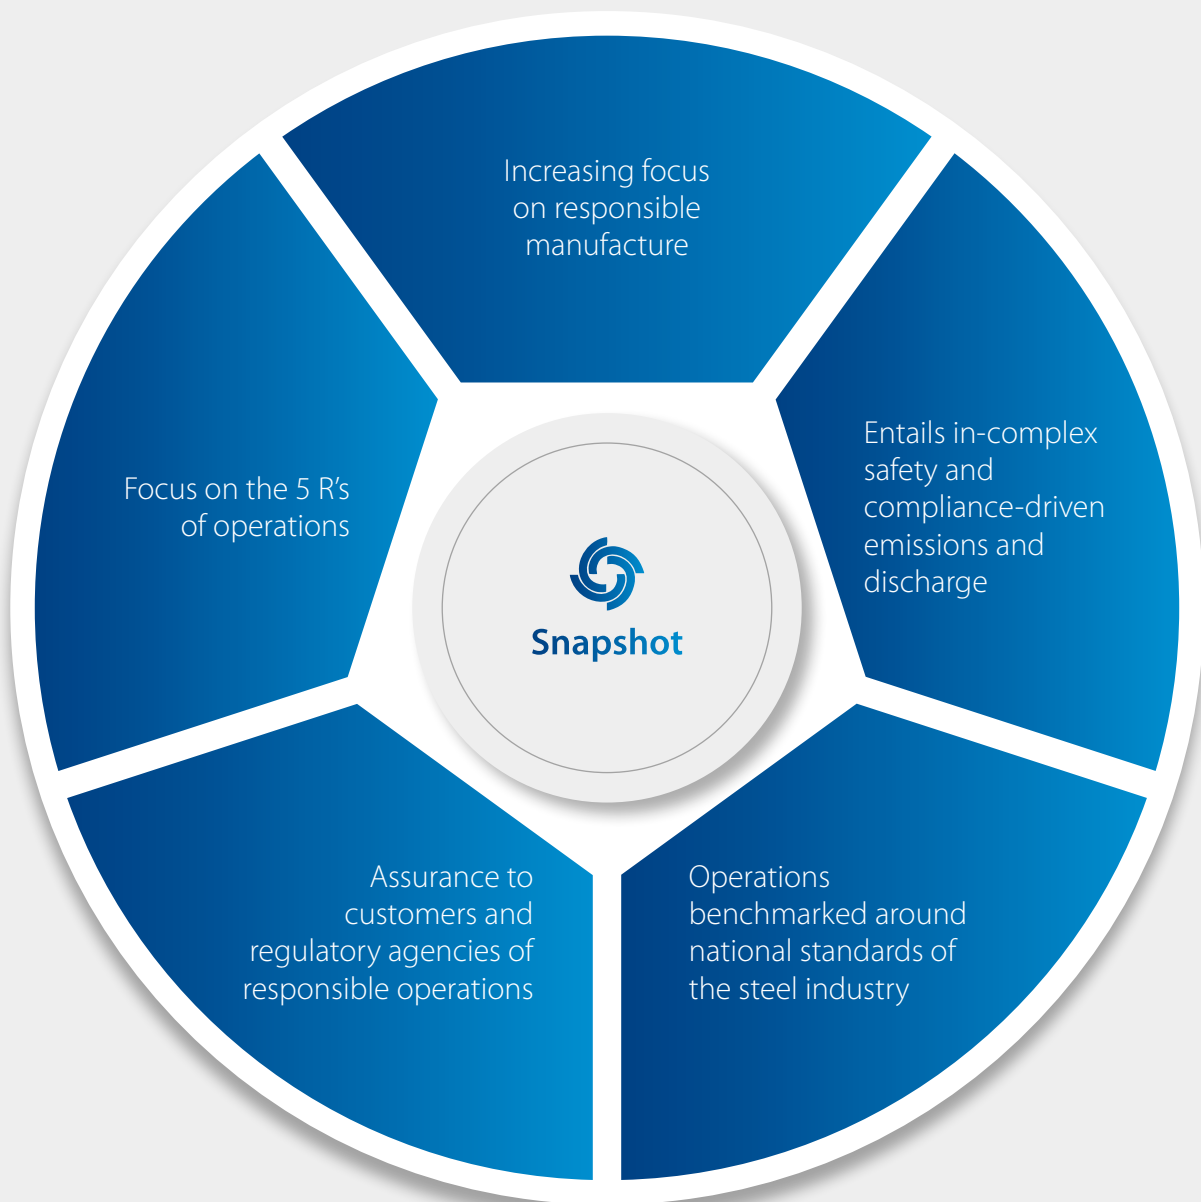 Increasing focus
on responsible
manufacture
Entails in-complex
safety and
compliance-driven
emissions and
discharge
Operations
benchmarked around
national standards of
the steel industry
Assurance to
customers and
regulatory agencies of
responsible operations
Focus on the 5 R’s
of operations
Snapshot